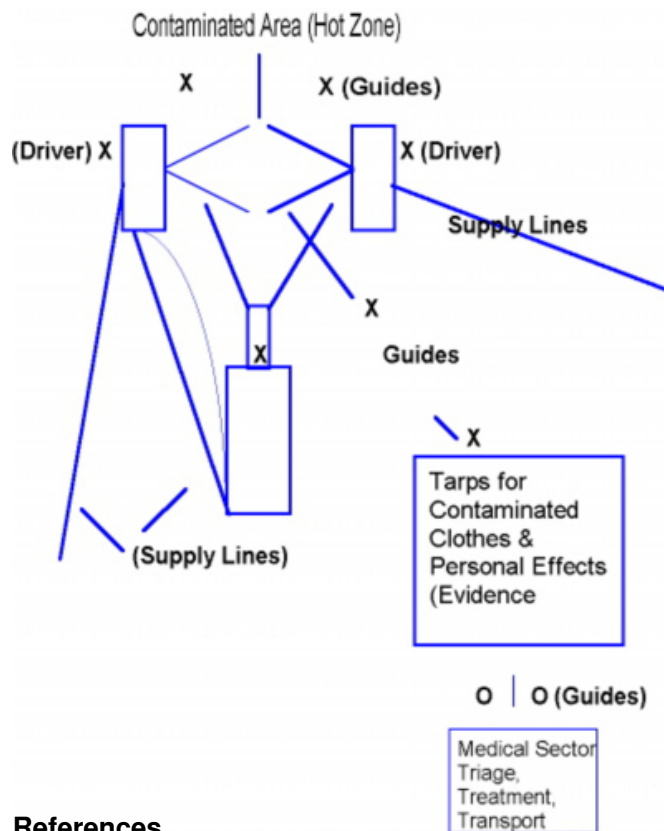 Contaminated Area (Hot Zone)
X
X (Guides)
(Driver) X
X (Driver)
Supply Lines
X
X
Guides
X
Tarps for
Contaminated
Clothes &
Personal Effects
(Evidence
(Supply Lines)
O
O (Guides)
Medical Sector
Triage,
Treatment,
Transport
References